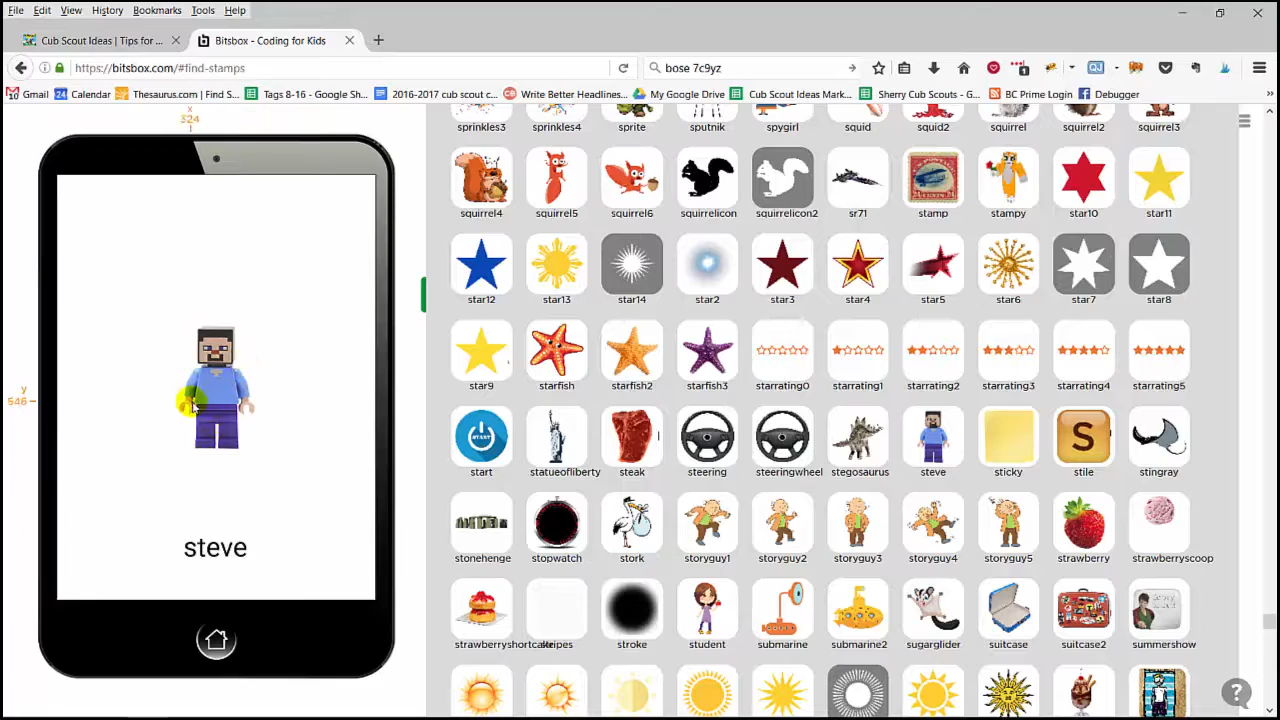 File Edit View History Bookmarks Tools Help
Cub Scout Ideas | Tips for ... Bitsbox - Coding for Kids
https://bitsbox.com/#find-stamps bose 7c9yz
Gmail Calendar Thesaurus.com | Find S... Tags 8-16 - Google Sh... 2016-2017 cub scout c... Write Better Headlines... My Google Drive Cub Scout Ideas Mark... Sherry Cub Scouts - G... BC Prime Login Debugger
x
324
sprinkles3 sprinkles4 sprite sputnik spygirl squid squid2 squirrel squirrel2 squirrel3
squirrel4 squirrel5 squirrel6 squirrelicon squirrelicon2 sr71 stamp stampy star10 star11
star12 star13 star14 star2 star3 star4 star5 star6 star7 star8
star9 starfish starfish2 starfish3 starrating0 starrating1 starrating2 starrating3 starrating4 starrating5
y
546
START
S
start statueofliberty steak steering steeringwheel stegosaurus steve sticky stile stingray
stonehenge stopwatch stork storyguy1 storyguy2 storyguy3 storyguy4 storyguy5 strawberry strawberryscoop
steve
strawberryshortcake stripes stroke student submarine submarine2 sugarglider suitcase suitcase2 summershow
?